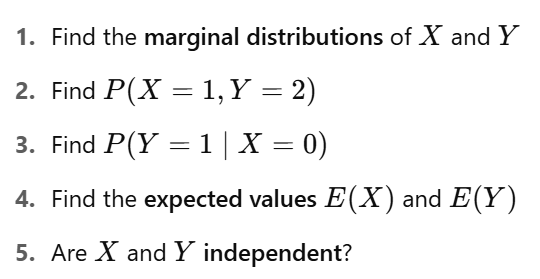 1. Find the marginal distributions of X and Y
2. Find P(X = 1, Y = 2)
3. Find P(Y = 1 | X = 0)
4. Find the expected values E(X) and E(Y)
5. Are X and Y independent?